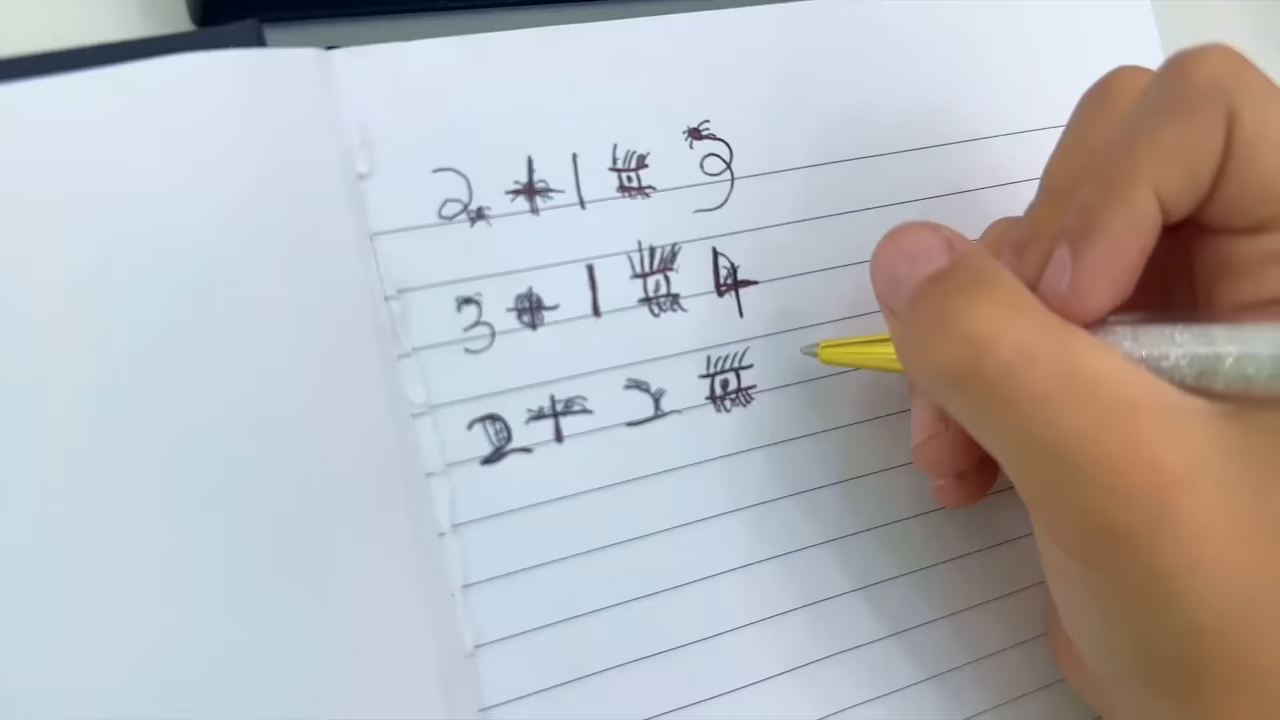 2 + 1 = 3
3 + 1 = 4
2 + 2 =